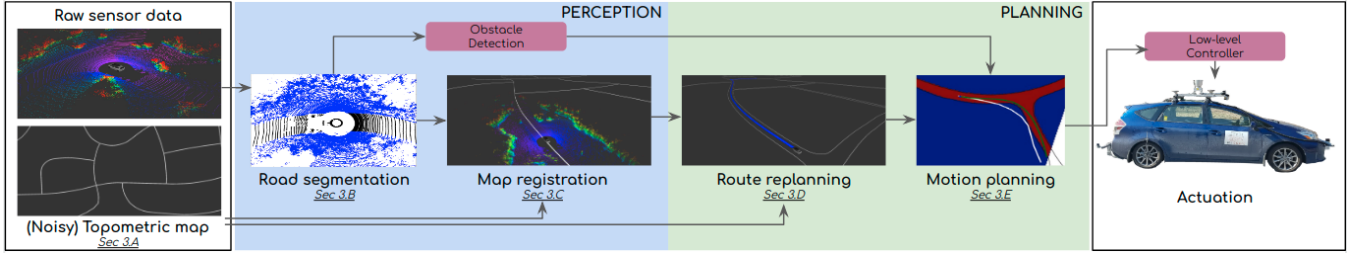 Raw sensor data
(Noisy) Topometric map
Sec 3.A
PERCEPTION
Obstacle
Detection
Road segmentation
Sec 3.B
Map registration
Sec 3.C
PLANNING
Route replanning
Sec 3.D
Motion planning
Sec 3.E
Low-level
Controller
Actuation